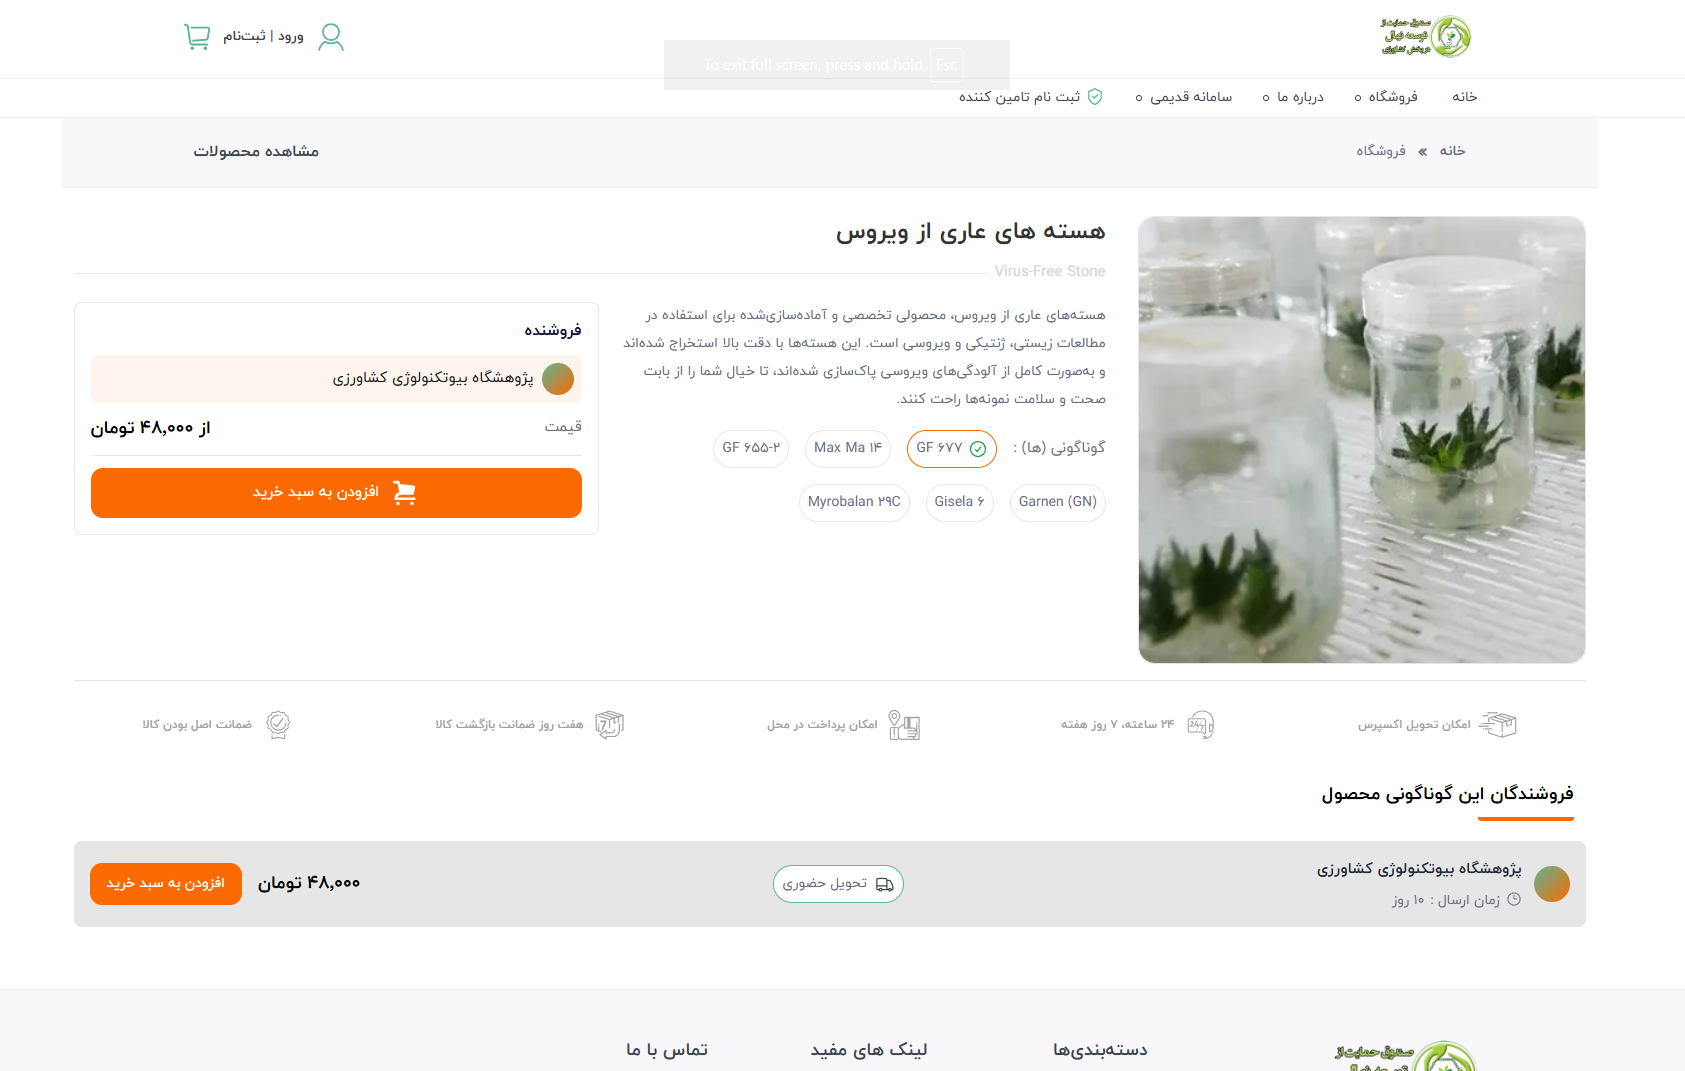 صندوق حمایت از
توسعه نهال
در بخش کشاورزی
ورود | ثبت‌نام
To exit full screen, press and hold Esc
خانه
فروشگاه
درباره ما
سامانه قدیمی
ثبت نام تامین کننده
خانه » فروشگاه
مشاهده محصولات
هسته های عاری از ویروس
Virus-Free Stone
هسته‌های عاری از ویروس، محصولی تخصصی و آماده‌سازی‌شده برای استفاده در
مطالعات زیستی، ژنتیکی و ویروسی است. این هسته‌ها با دقت بالا استخراج شده‌اند
و به‌صورت کامل از آلودگی‌های ویروسی پاک‌سازی شده‌اند، تا خیال شما را از بابت
صحت و سلامت نمونه‌ها راحت کنند.
گوناگونی (ها) :
GF ۶۷۷
Max Ma ۱۴
GF ۶۵۵-۲
Garnen (GN)
Gisela ۶
Myrobalan ۲۹C
فروشنده
پژوهشگاه بیوتکنولوژی کشاورزی
قیمت
از ۴۸,۰۰۰ تومان
افزودن به سبد خرید
امکان تحویل اکسپرس
۲۴ ساعته، ۷ روز هفته
امکان پرداخت در محل
هفت روز ضمانت بازگشت کالا
ضمانت اصل بودن کالا
فروشندگان این گوناگونی محصول
پژوهشگاه بیوتکنولوژی کشاورزی
زمان ارسال : ۱۰ روز
تحویل حضوری
۴۸,۰۰۰ تومان
افزودن به سبد خرید
صندوق حمایت از
توسعه نهال
دسته‌بندی‌ها
لینک های مفید
تماس با ما